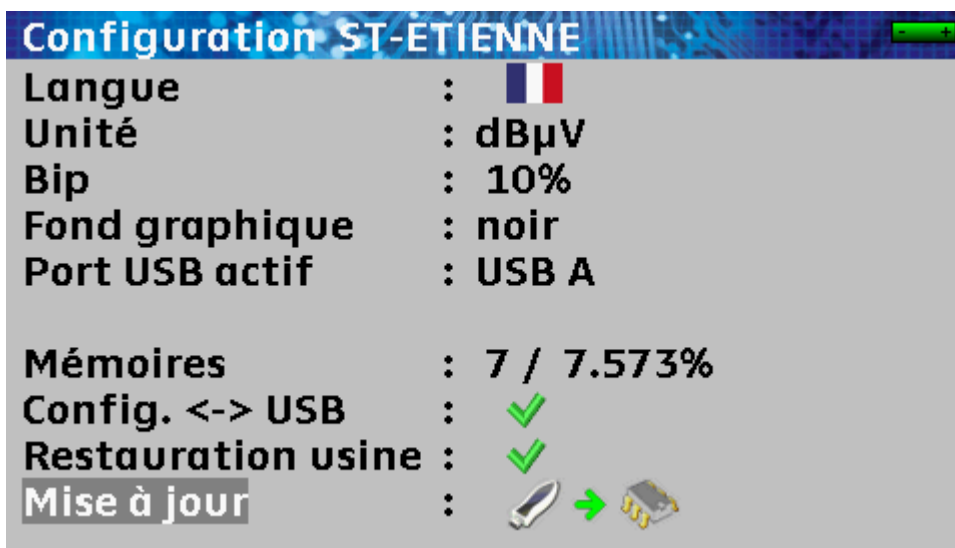 Configuration ST-ETIENNE
Langue :
Unité : dBµV
Bip : 10%
Fond graphique : noir
Port USB actif : USB A
Mémoires : 7 / 7.573%
Config. <-> USB :
Restauration usine :
Mise à jour :